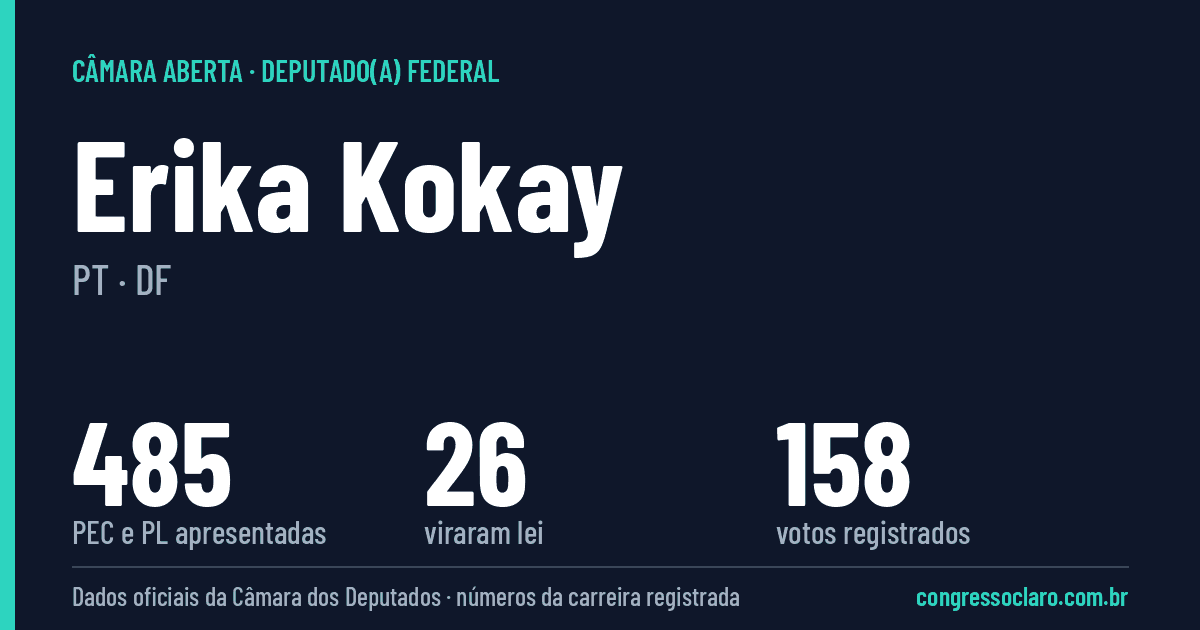 CÂMARA ABERTA · DEPUTADO(A) FEDERAL
Erika Kokay
PT · DF
485 26 158
PEC e PL apresentadas viraram lei votos registrados
Dados oficiais da Câmara dos Deputados · números da carreira registrada congressoclaro.com.br